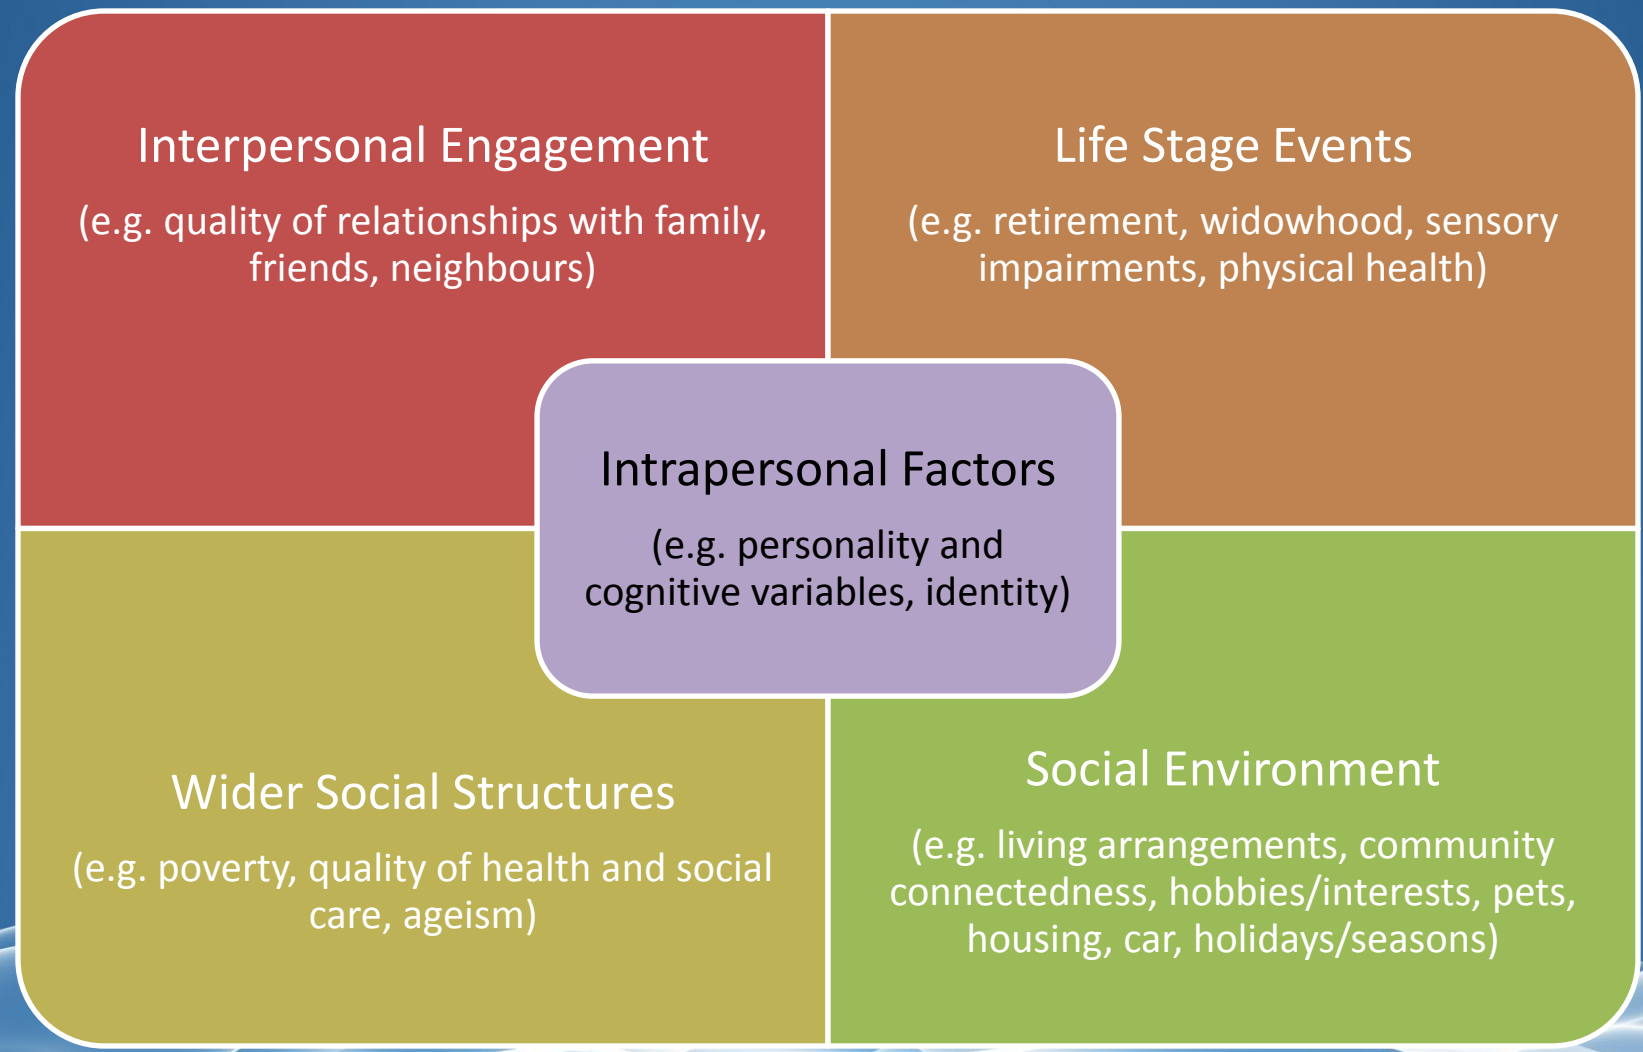 Interpersonal Engagement
(e.g. quality of relationships with family,
friends, neighbours)
Life Stage Events
(e.g. retirement, widowhood, sensory
impairments, physical health)
Intrapersonal Factors
(e.g. personality and
cognitive variables, identity)
Wider Social Structures
(e.g. poverty, quality of health and social
care, ageism)
Social Environment
(e.g. living arrangements, community
connectedness, hobbies/interests, pets,
housing, car, holidays/seasons)